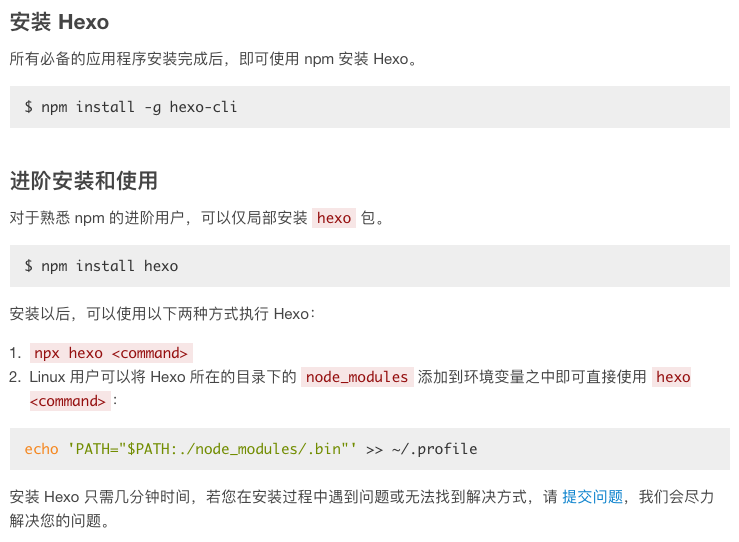 安装 Hexo
所有必备的应用程序安装完成后，即可使用 npm 安装 Hexo。
$ npm install -g hexo-cli
进阶安装和使用
对于熟悉 npm 的进阶用户，可以仅局部安装 hexo 包。
$ npm install hexo
安装以后，可以使用以下两种方式执行 Hexo：
1. npx hexo <command>
2. Linux 用户可以将 Hexo 所在的目录下的 node_modules 添加到环境变量之中即可直接使用 hexo
<command>：
echo 'PATH="$PATH:./node_modules/.bin"' >> ~/.profile
安装 Hexo 只需几分钟时间，若您在安装过程中遇到问题或无法找到解决方式，请 提交问题，我们会尽力
解决您的问题。